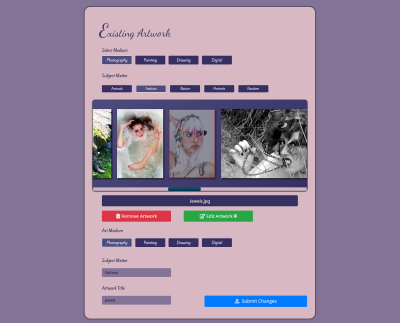 Existing Artwork
Select Medium
Photography Painting Drawing Digital
Subject Matter
Animals Fashion Nature Portraits Random
Jewels.jpg
Remove Artwork Edit Artwork
Art Medium
Photography Painting Drawing Digital
Subject Matter
Fashion
Artwork Title
Jewels
Submit Changes